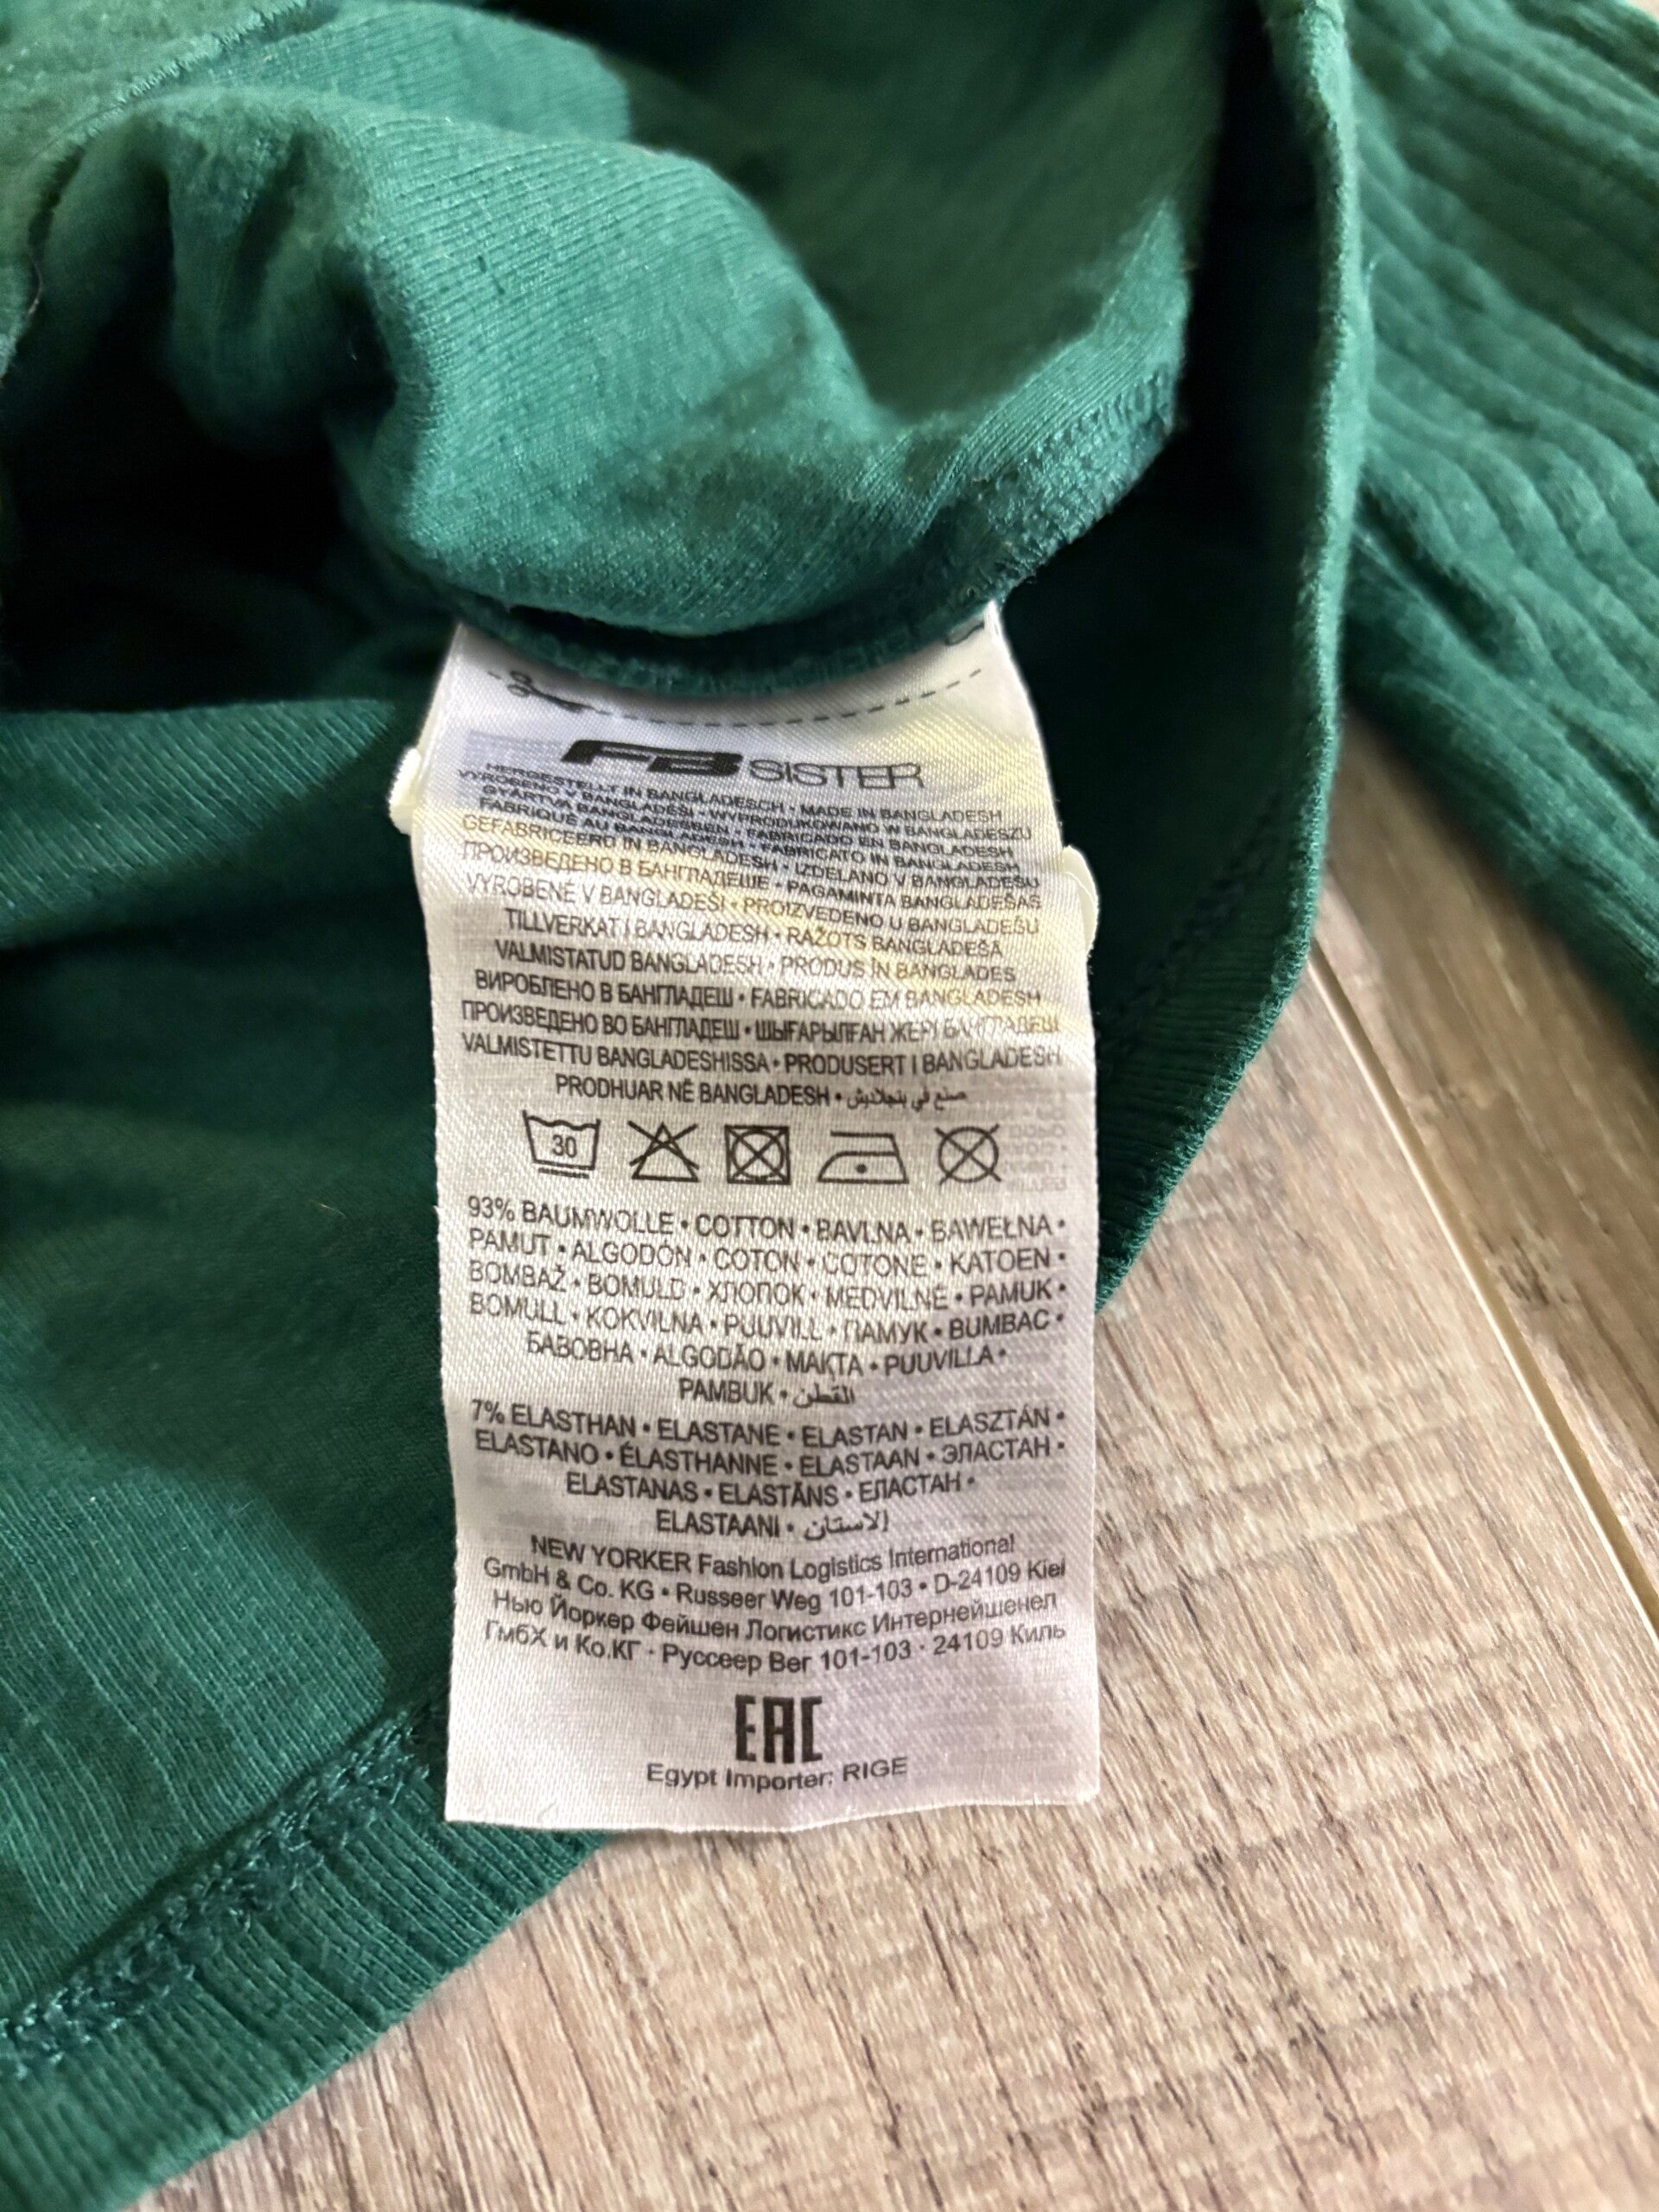 FB SISTER
HERGESTELLT IN BANGLADESCH • MADE IN BANGLADESH
VYROBENO V BANGLADÉŠI • WYPRODUKOWANO W BANGLADESZU
GYÁRTVA BANGLADESBEN • FABRICADO EN BANGLADESH
FABRIQUÉ AU BANGLADESH • FABRICATO IN BANGLADESH
GEFABRICEERD IN BANGLADESH • IZDELANO V BANGLADEŠU
ПРОИЗВЕДЕНО В БАНГЛАДЕШЕ • PAGAMINTA BANGLADEŠAS
VYROBENÉ V BANGLADÉŠI • PROIZVEDENO U BANGLADEŠU
TILLVERKAT I BANGLADESH • RAŽOTS BANGLADEŠĀ
VALMISTATUD BANGLADESH • PRODUS ÎN BANGLADES
ВИРОБЛЕНО В БАНГЛАДЕШ • FABRICADO EM BANGLADESH
ПРОИЗВЕДЕНО ВО БАНГЛАДЕШ • ШЫҒАРЫЛҒАН ЖЕРІ БАНГЛАДЕШ
VALMISTETTU BANGLADESHISSA • PRODUSERT I BANGLADESH
PRODHUAR NË BANGLADESH • صنع في بنجلاديش
30
93% BAUMWOLLE • COTTON • BAVLNA • BAWEŁNA •
PAMUT • ALGODÓN • COTON • COTONE • KATOEN •
BOMBAŽ • BOMULD • ХЛОПОК • MEDVILNĖ • PAMUK •
BOMULL • KOKVILNA • PUUVILL • ПАМУК • BUMBAC •
БАВОВНА • ALGODÃO • МАҚТА • PUUVILLA •
PAMBUK • القطن
7% ELASTHAN • ELASTANE • ELASTAN • ELASZTÁN •
ELASTANO • ÉLASTHANNE • ELASTAAN • ЭЛАСТАН •
ELASTANAS • ELASTĀNS • ЕЛАСТАН •
ELASTAANI • الاستان
NEW YORKER Fashion Logistics International
GmbH & Co. KG • Russeer Weg 101-103 • D-24109 Kiel
Нью Йоркер Фейшен Логистикс Интернейшенел
ГмбХ и Ко.КГ · Руссеер Вег 101-103 · 24109 Киль
EAC
Egypt Importer: RIGE